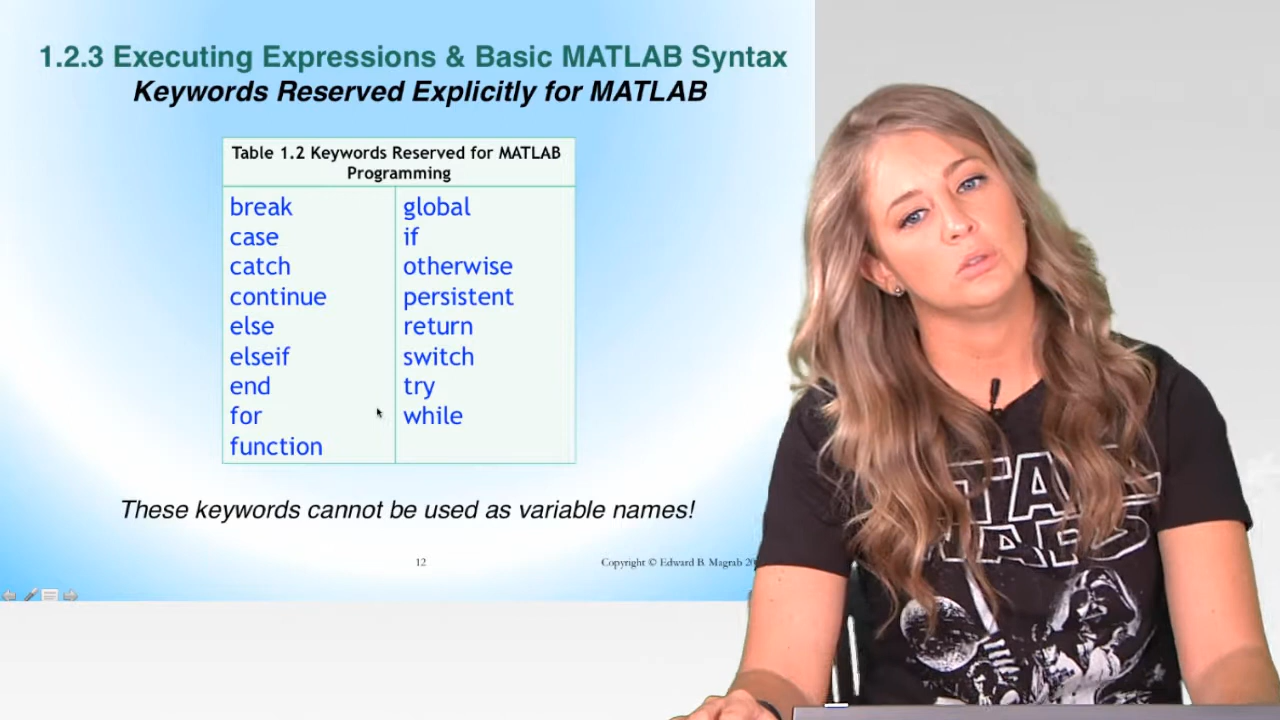 1.2.3 Executing Expressions & Basic MATLAB Syntax
Keywords Reserved Explicitly for MATLAB
Table 1.2 Keywords Reserved for MATLAB
Programming
break
case
catch
continue
else
elseif
end
for
function
global
if
otherwise
persistent
return
switch
try
while
These keywords cannot be used as variable names!
12
Copyright © Edward B. Magrab
STAR
WARS